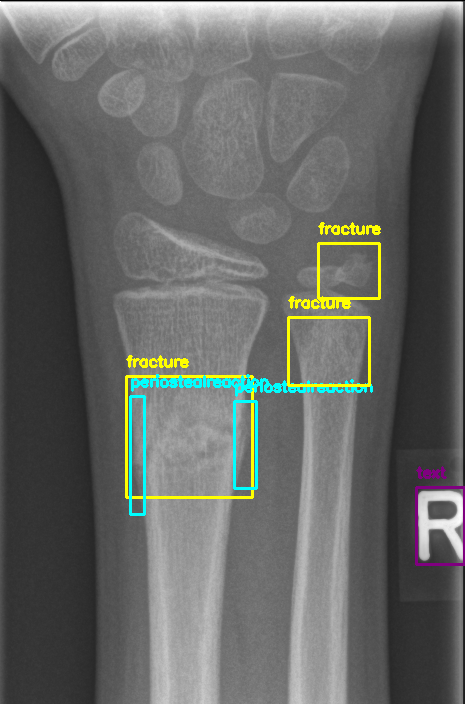 fracture
fracture
fracture
periostealreaction
periostealreaction
text
R